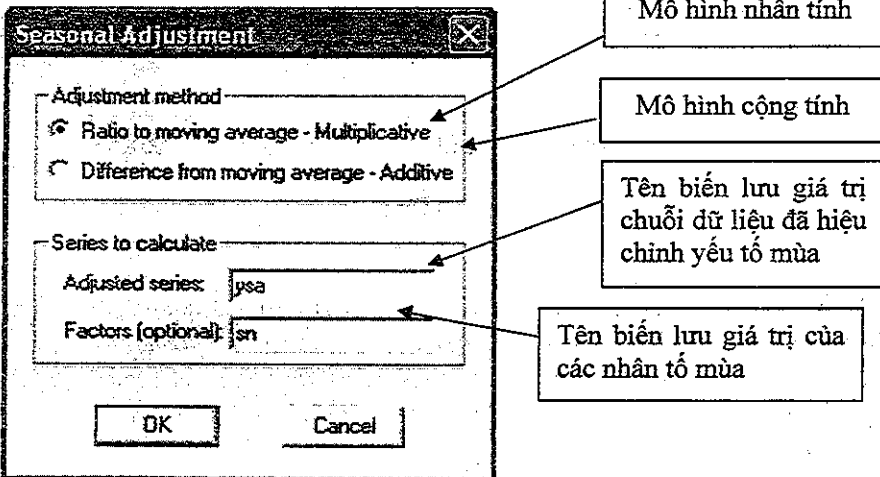 Mô hình nhân tính
Seasonal Adjustment
Adjustment method
Ratio to moving average - Multiplicative
Difference from moving average - Additive
Mô hình cộng tính
Series to calculate
Adjusted series: ysa
Factors (optional): sn
Tên biến lưu giá trị
chuỗi dữ liệu đã hiệu
chỉnh yếu tố mùa
Tên biến lưu giá trị của
các nhân tố mùa
OK
Cancel